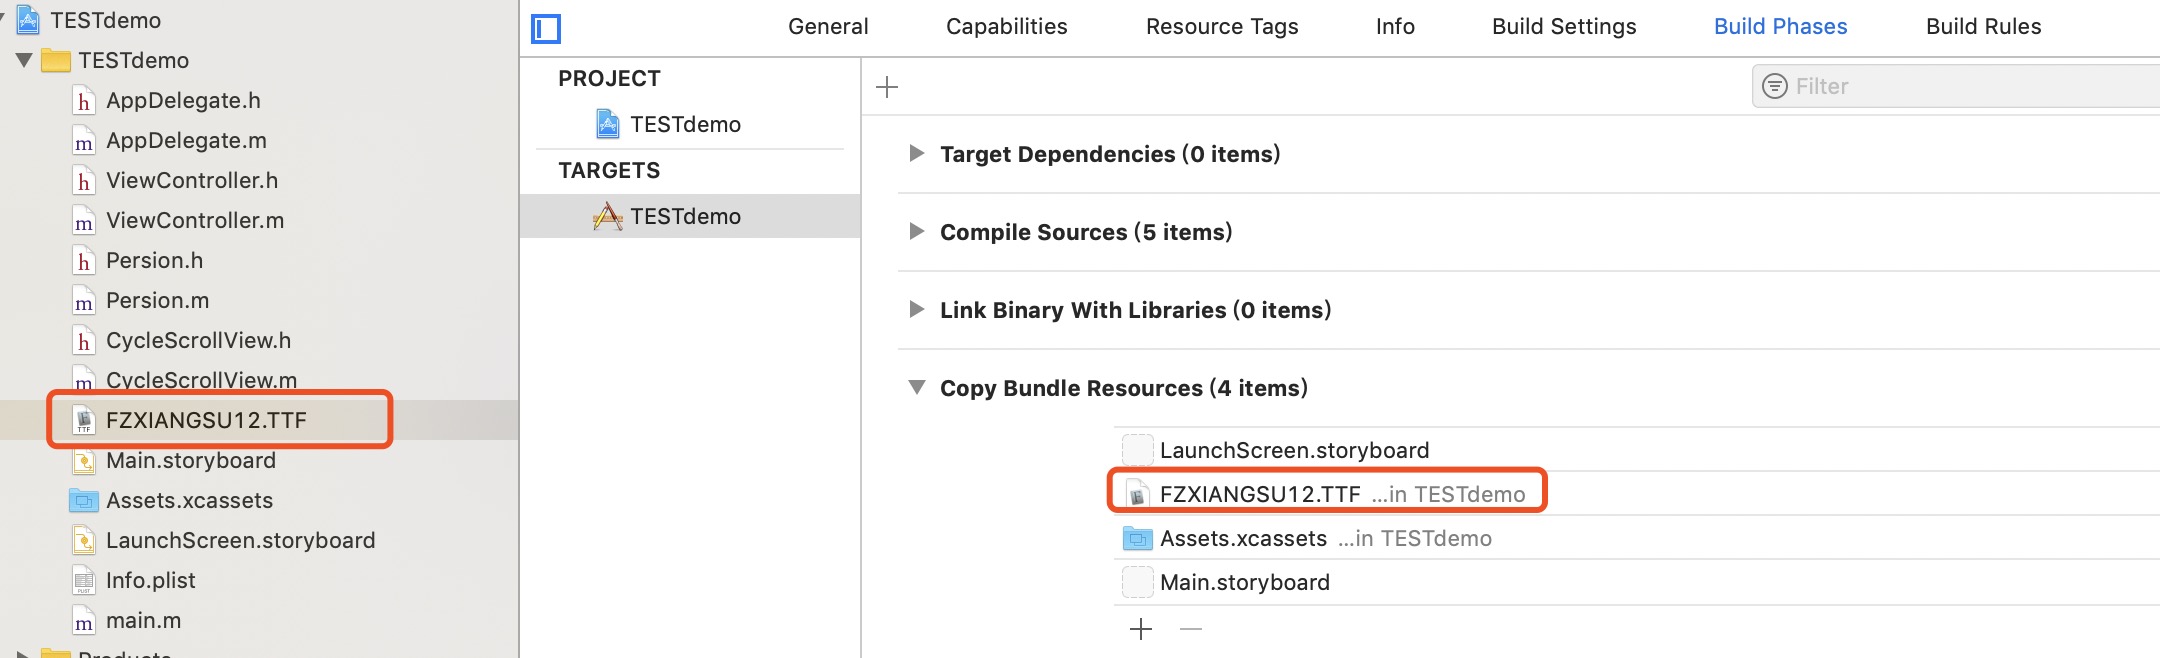 TESTdemo
TESTdemo
AppDelegate.h
AppDelegate.m
ViewController.h
ViewController.m
Persion.h
Persion.m
CycleScrollView.h
CycleScrollView.m
FZXIANGSU12.TTF
Main.storyboard
Assets.xcassets
LaunchScreen.storyboard
Info.plist
main.m
Products
General Capabilities Resource Tags Info Build Settings Build Phases Build Rules
PROJECT
TESTdemo
TARGETS
TESTdemo
Filter
Target Dependencies (0 items)
Compile Sources (5 items)
Link Binary With Libraries (0 items)
Copy Bundle Resources (4 items)
LaunchScreen.storyboard
FZXIANGSU12.TTF ...in TESTdemo
Assets.xcassets ...in TESTdemo
Main.storyboard